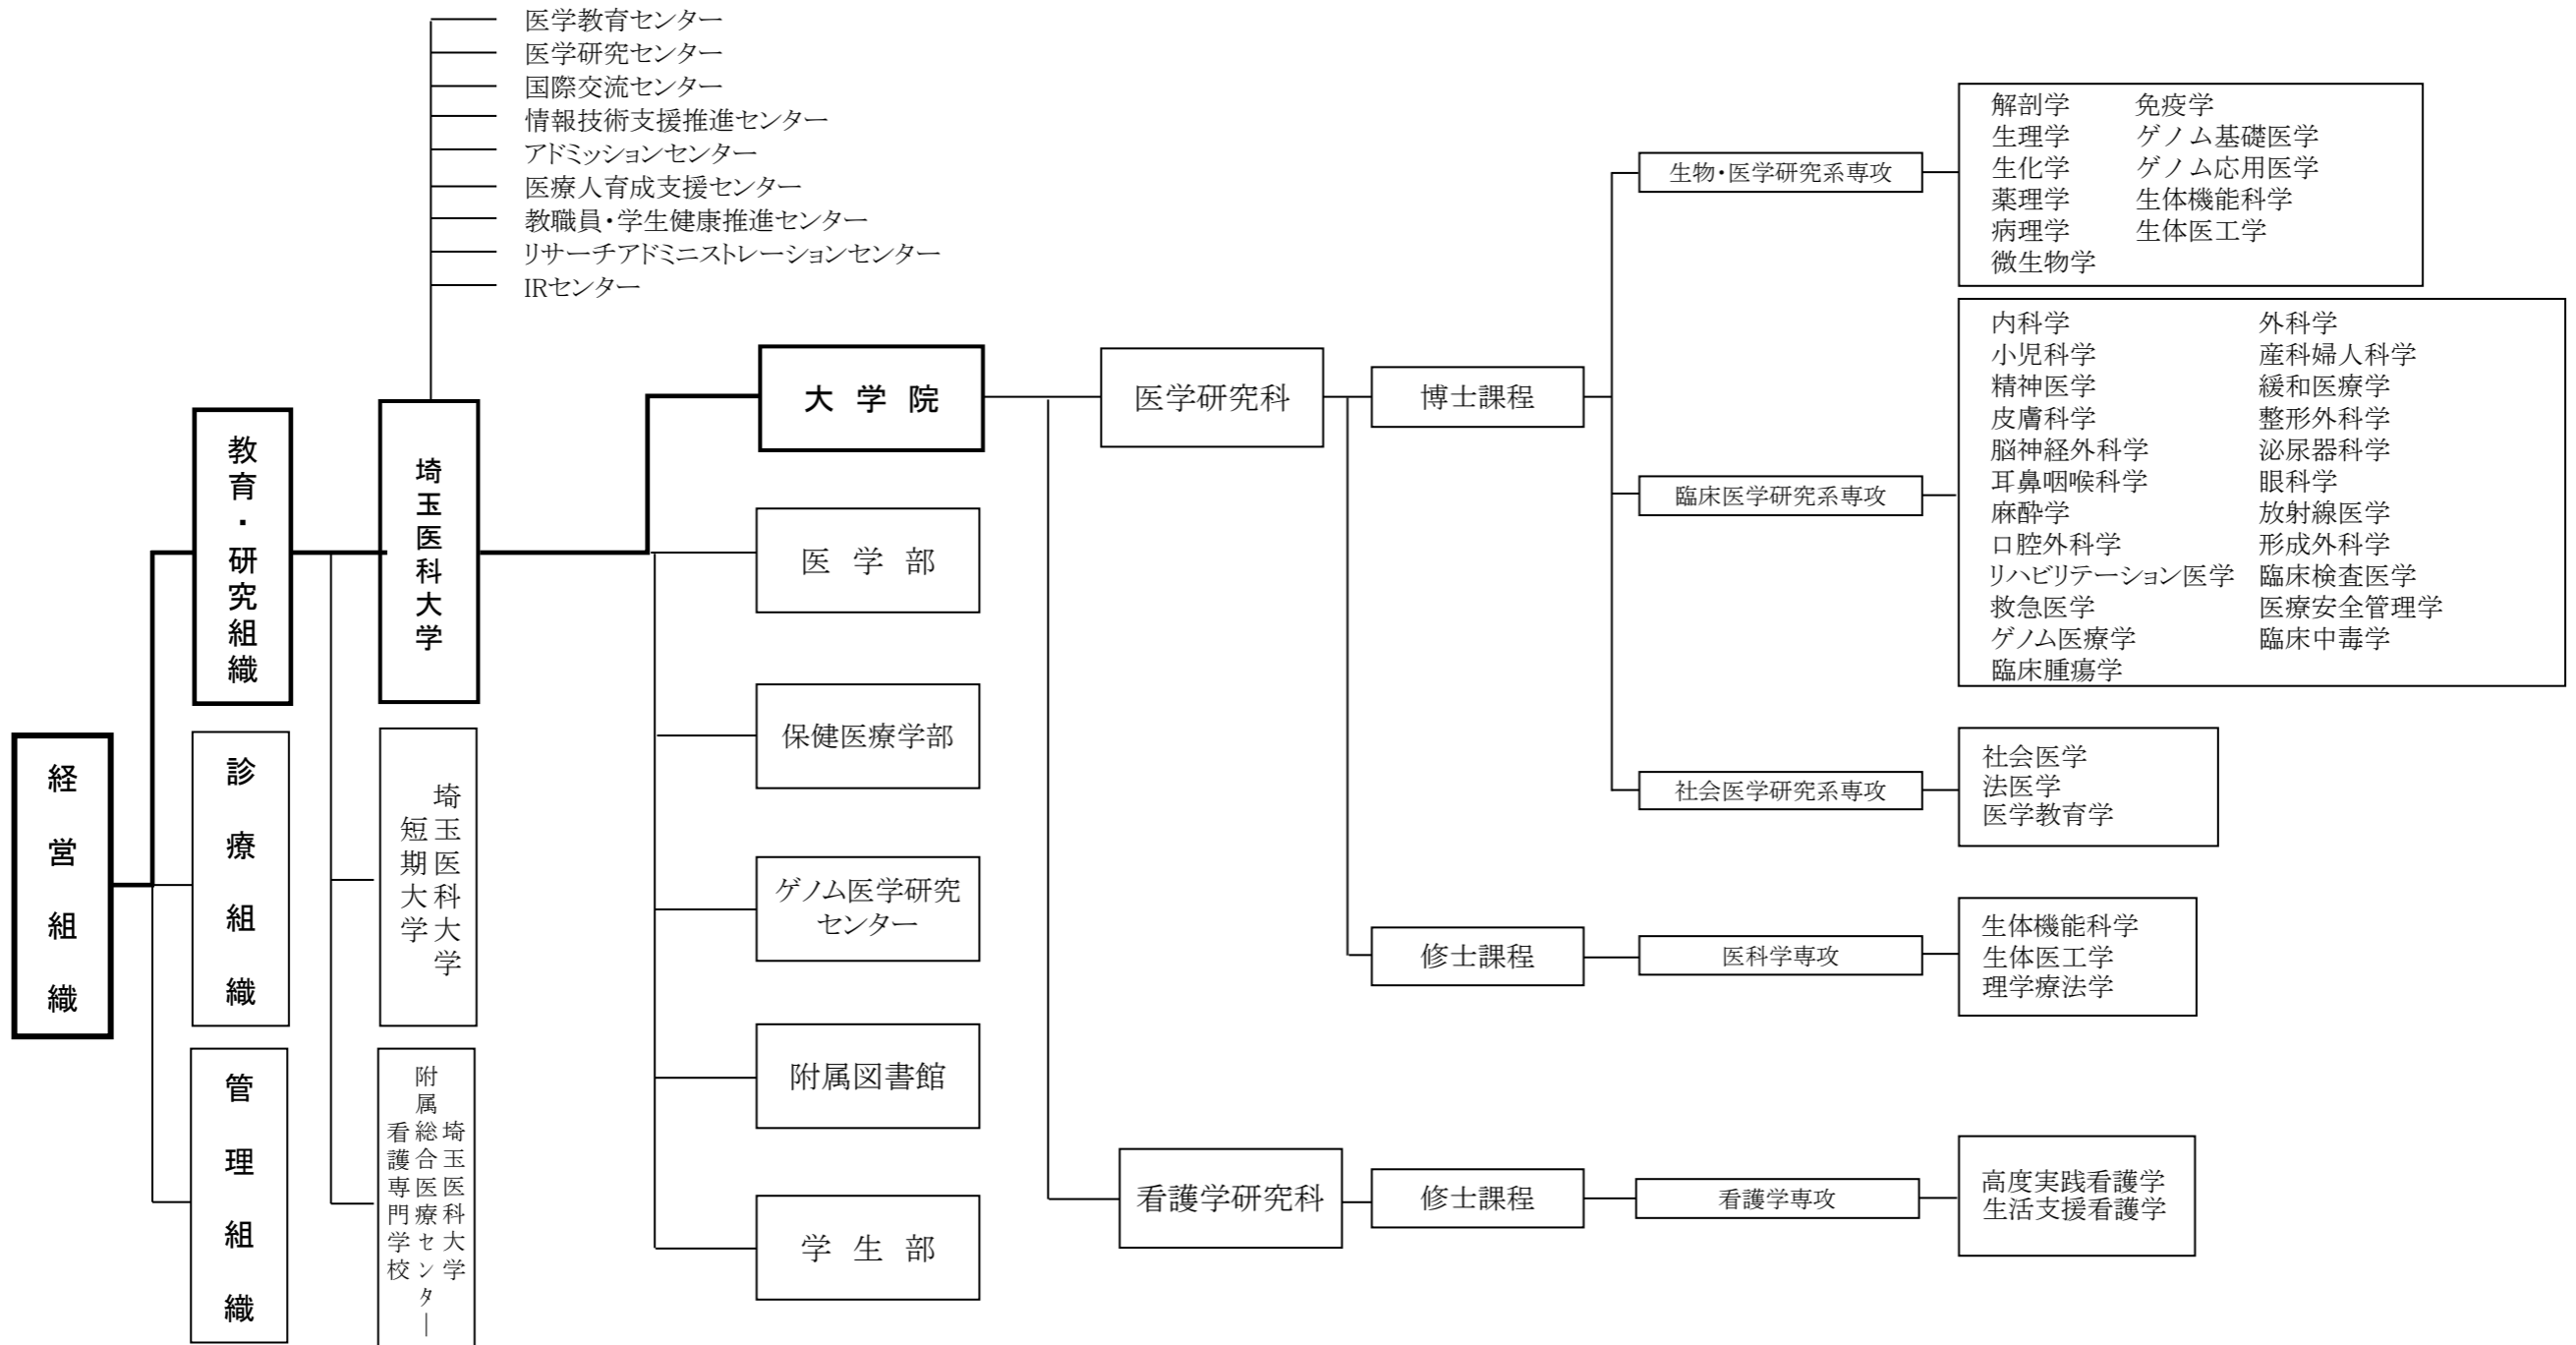 医学教育センター
医学研究センター
国際交流センター
情報技術支援推進センター
アドミッションセンター
医療人育成支援センター
教職員・学生健康推進センター
リサーチアドミニストレーションセンター
IRセンター
経営組織
教育・研究組織
診療組織
管理組織
埼玉医科大学
埼玉医科大学
短期大学
埼玉医科大学
附属総合医療センター
看護専門学校
大学院
医学部
保健医療学部
ゲノム医学研究
センター
附属図書館
学生部
医学研究科
博士課程
生物・医学研究系専攻
解剖学 免疫学
生理学 ゲノム基礎医学
生化学 ゲノム応用医学
薬理学 生体機能科学
病理学 生体医工学
微生物学
臨床医学研究系専攻
内科学 外科学
小児科学 産科婦人科学
精神医学 緩和医療学
皮膚科学 整形外科学
脳神経外科学 泌尿器科学
耳鼻咽喉科学 眼科学
麻酔学 放射線医学
口腔外科学 形成外科学
リハビリテーション医学 臨床検査医学
救急医学 医療安全管理学
ゲノム医療学 臨床中毒学
臨床腫瘍学
社会医学研究系専攻
社会医学
法医学
医学教育学
修士課程
医科学専攻
生体機能科学
生体医工学
理学療法学
看護学研究科
修士課程
看護学専攻
高度実践看護学
生活支援看護学